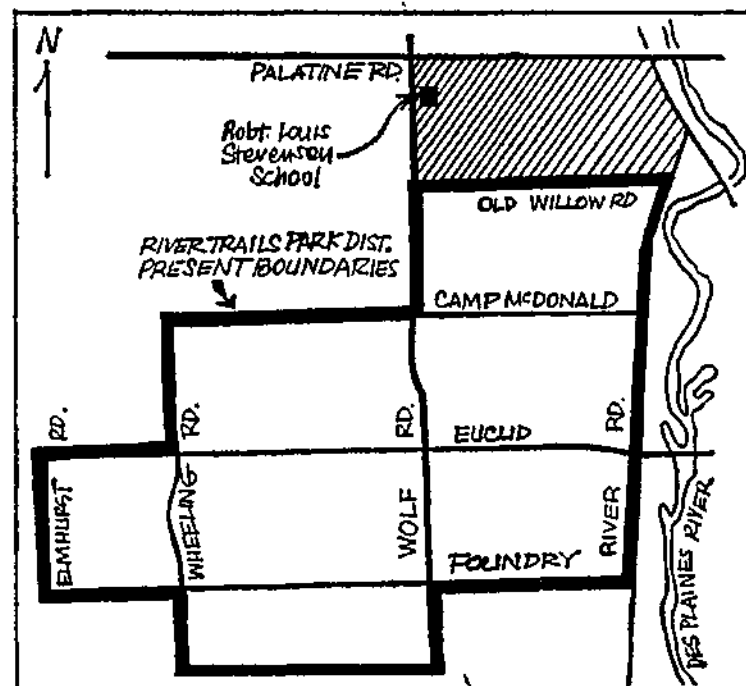 N
PALATINE RD.
Robt. Louis
Stevenson
School
OLD WILLOW RD
RIVER TRAILS PARK DIST.
PRESENT BOUNDARIES
CAMP McDONALD
RD.
RD.
RD.
RD.
EUCLID
ELMHURST
WHEELING
WOLF
RIVER
FOUNDRY
DES PLAINES RIVER